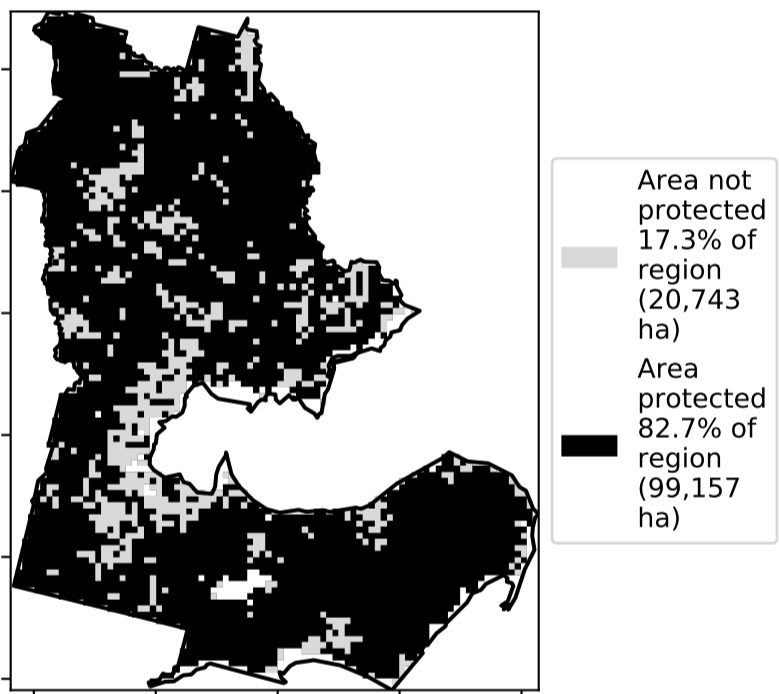 Area not
protected
17.3% of
region
(20,743
ha)
Area
protected
82.7% of
region
(99,157
ha)